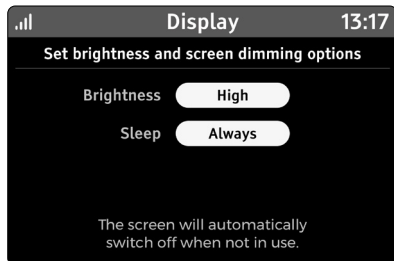 Display 13:17
Set brightness and screen dimming options
Brightness High
Sleep Always
The screen will automatically
switch off when not in use.